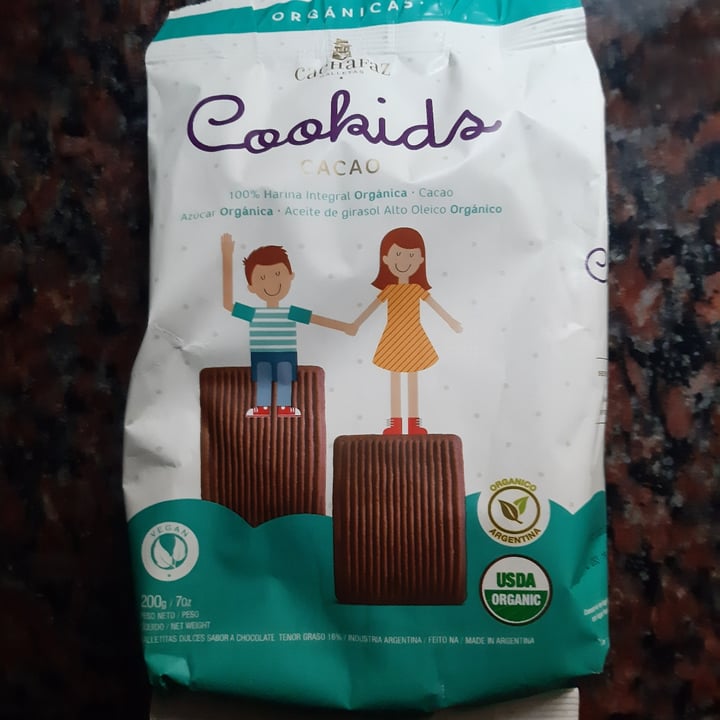 ORGÁNICAS.
CACHAFAZ
GALLETAS
Cookids
CACAO
100% Harina Integral Orgánica · Cacao
Azúcar Orgánica · Aceite de girasol Alto Oleico Orgánico
VEGAN
ORGANICO
ARGENTINA
USDA
ORGANIC
200g / 7Oz
PESO NETO / PESO
/ NET WEIGHT
DULCES SABOR A CHOCOLATE TENOR GRASO 16% / INDUSTRIA ARGENTINA / FEITO NA / MADE IN ARGENTINA